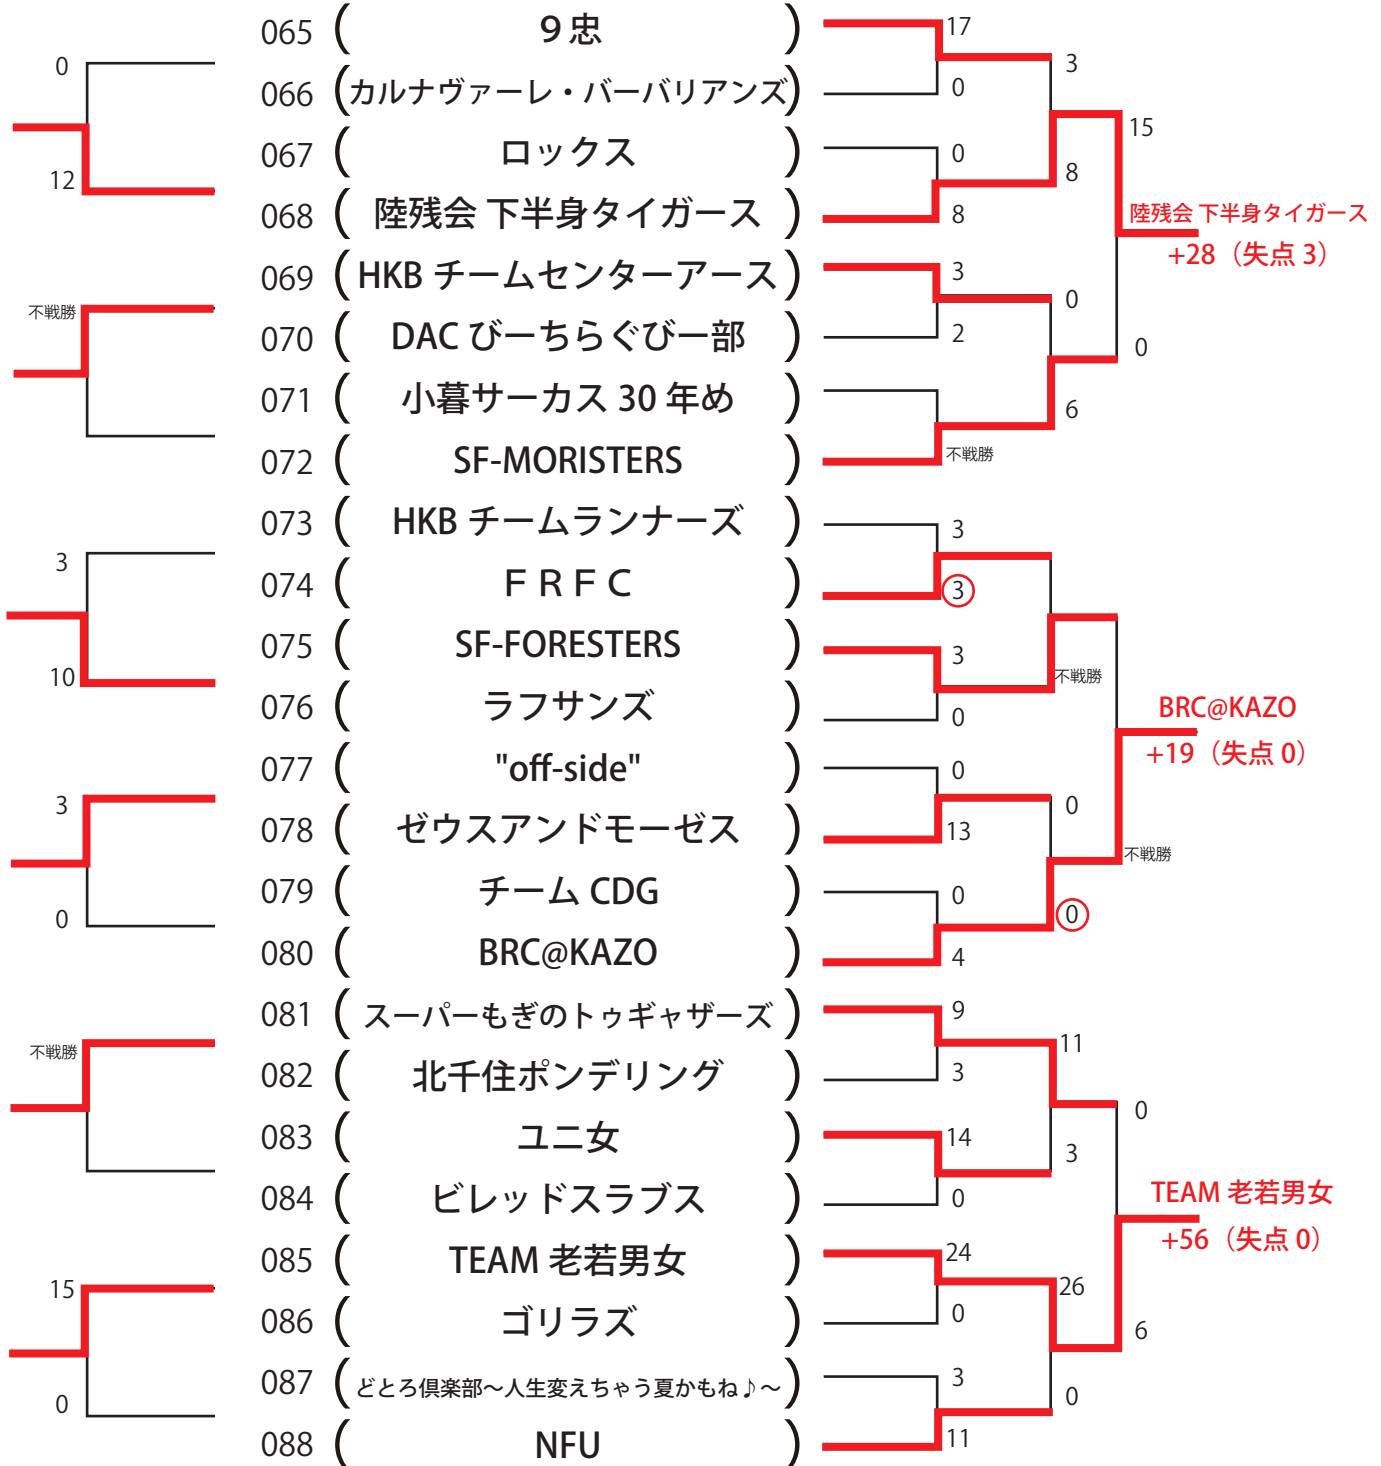 065 ( 9忠 ) 17
0 3
066 (カルナヴァーレ・バーバリアンズ) 0
15
067 ( ロックス ) 0
12 8
068 ( 陸残会 下半身タイガース ) 8
陸残会 下半身タイガース
+28（失点 3）
069 (HKB チームセンターアース) 3
不戦勝 0
070 ( DAC びーちらぐびー部 ) 2
0
071 ( 小暮サーカス 30 年め )
6
072 ( SF-MORISTERS ) 不戦勝
073 ( HKB チームランナーズ ) 3
3
074 ( ＦＲＦＣ ) 3
075 ( SF-FORESTERS ) 3
10 不戦勝
076 ( ラフサンズ ) 0
BRC@KAZO
+19（失点 0）
077 ( "off-side" ) 0
3 0
078 ( ゼウスアンドモーゼス ) 13
不戦勝
079 ( チーム CDG ) 0
0 0
080 ( BRC@KAZO ) 4
081 ( スーパーもぎのトゥギャザーズ ) 9
不戦勝 11
082 ( 北千住ポンデリング ) 3
0
083 ( ユニ女 ) 14
3
084 ( ビレッドスラブス ) 0
TEAM 老若男女
+56（失点 0）
085 ( TEAM 老若男女 ) 24
15 26
086 ( ゴリラズ ) 0
6
087 (どとろ倶楽部～人生変えちゃう夏かもね♪～) 3
0 0
088 ( NFU ) 11